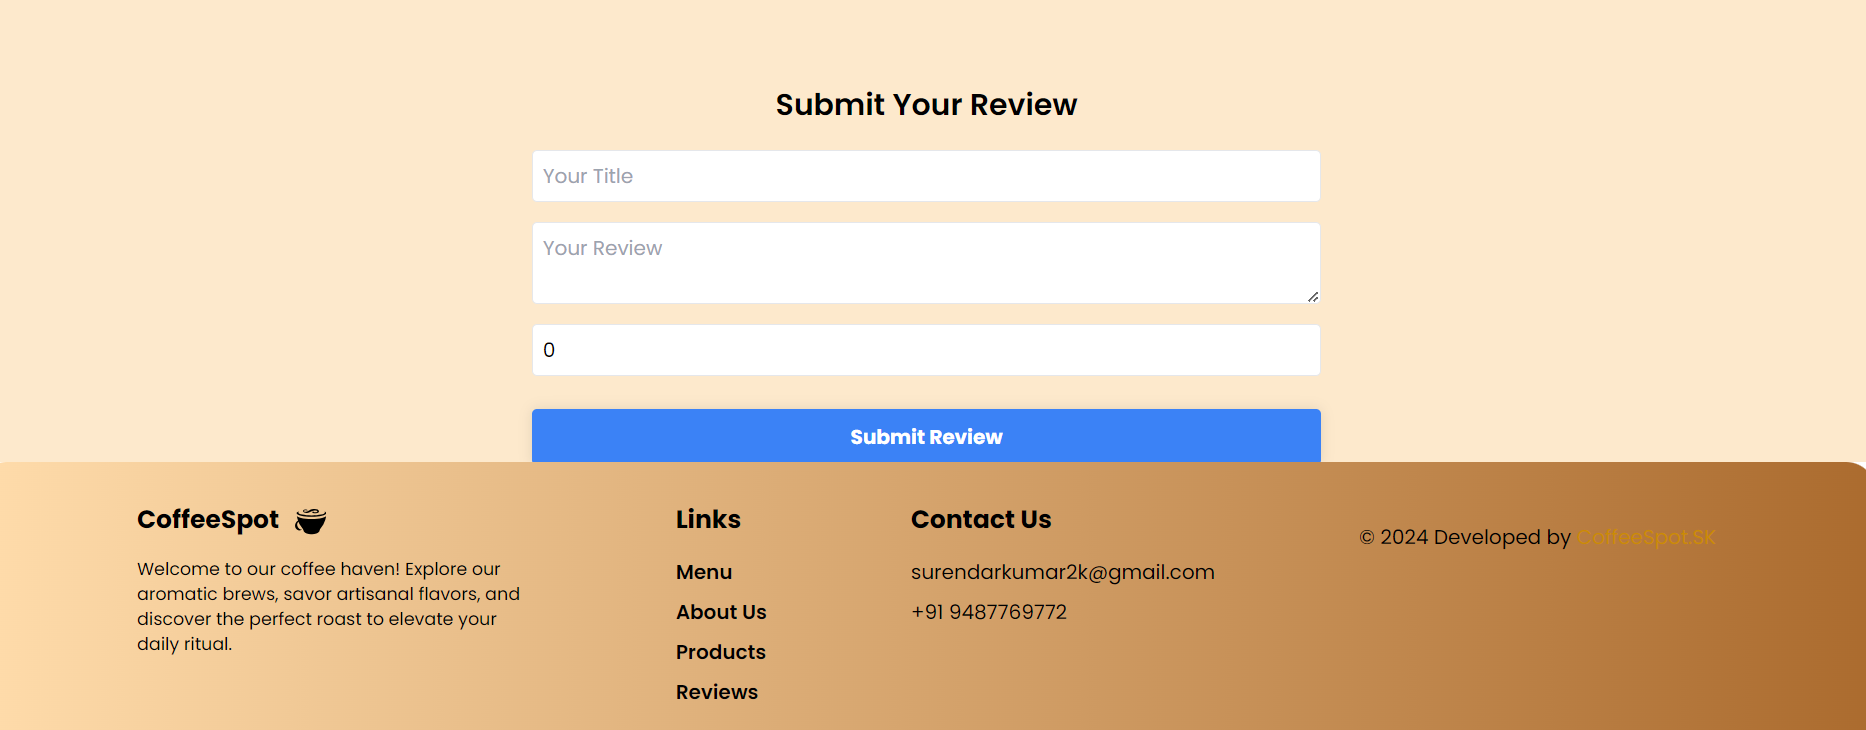 Submit Your Review
Your Title
Your Review
0
Submit Review
CoffeeSpot
Welcome to our coffee haven! Explore our
aromatic brews, savor artisanal flavors, and
discover the perfect roast to elevate your
daily ritual.
Links
Menu
About Us
Products
Reviews
Contact Us
surendarkumar2k@gmail.com
+91 9487769772
© 2024 Developed by CoffeeSpot.SK